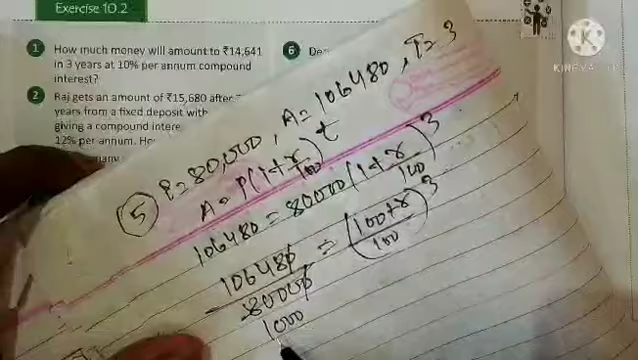 Exercise 10.2
1 How much money will amount to ₹14,641
in 3 years at 10% per annum compound
interest?
2 Raj gets an amount of ₹15,680 after
years from a fixed deposit with
giving a compound intere
12% per annum.
6
⑤ P = 80,000, A = 106480, T = 3
A = P(1 + r/100)^t
106480 = 80000(1 + r/100)^3
106480/80000 = ((100 + r)/100)^3
1000
K